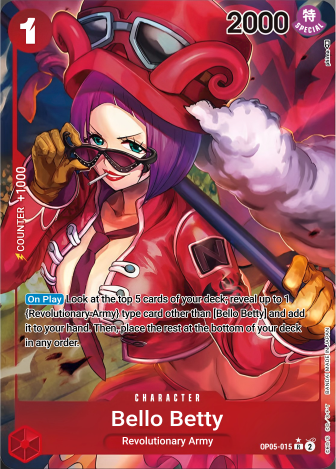 1
2000
特
SPECIAL
COUNTER +1000
On Play Look at the top 5 cards of your deck; reveal up to 1
{Revolutionary Army} type card other than [Bello Betty] and add
it to your hand. Then, place the rest at the bottom of your deck
in any order.
CHARACTER
Bello Betty
Revolutionary Army
OP05-015 R 2